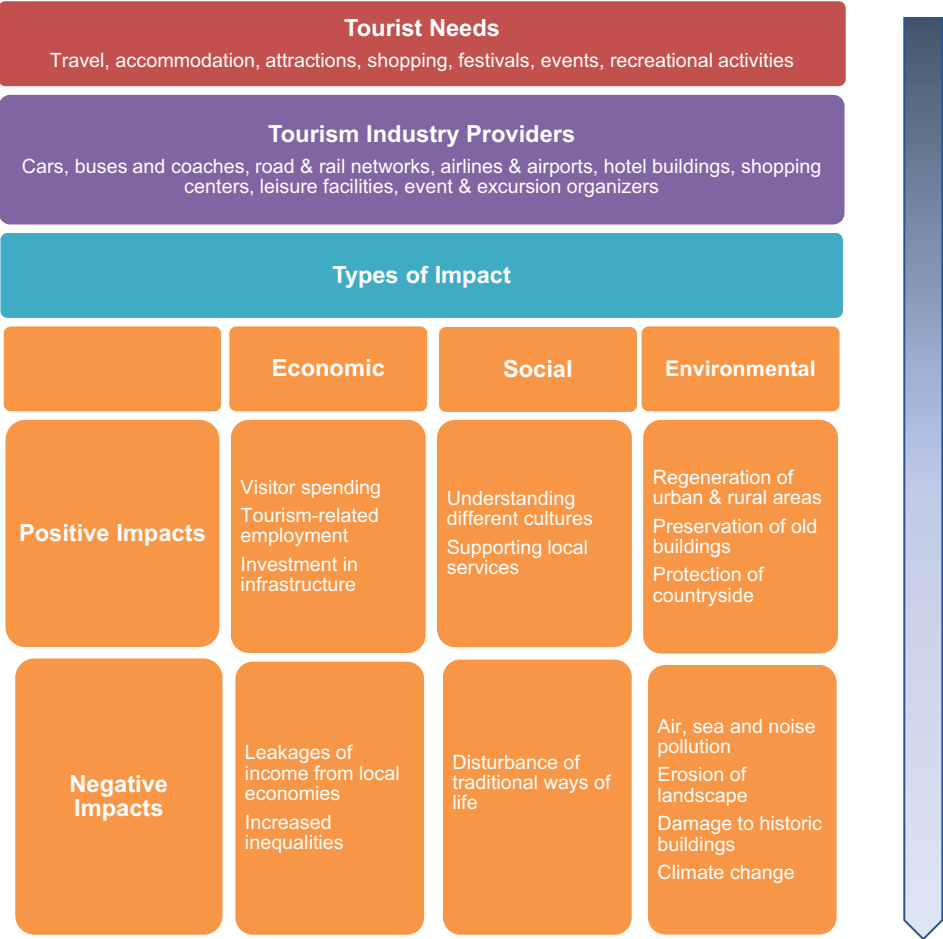 Tourist Needs
Travel, accommodation, attractions, shopping, festivals, events, recreational activities
Tourism Industry Providers
Cars, buses and coaches, road & rail networks, airlines & airports, hotel buildings, shopping
centers, leisure facilities, event & excursion organizers
Types of Impact
Economic
Social
Environmental
Positive Impacts
Visitor spending
Tourism-related
employment
Investment in
infrastructure
Understanding
different cultures
Supporting local
services
Regeneration of
urban & rural areas
Preservation of old
buildings
Protection of
countryside
Negative
Impacts
Leakages of
income from local
economies
Increased
inequalities
Disturbance of
traditional ways of
life
Air, sea and noise
pollution
Erosion of
landscape
Damage to historic
buildings
Climate change